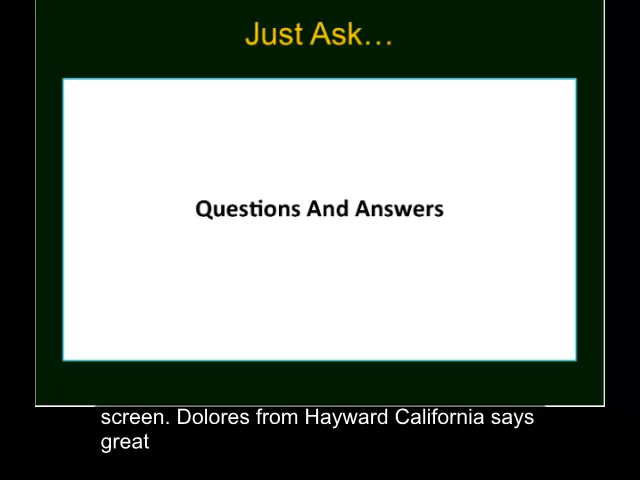 Just Ask…
Questions And Answers
screen. Dolores from Hayward California says
great